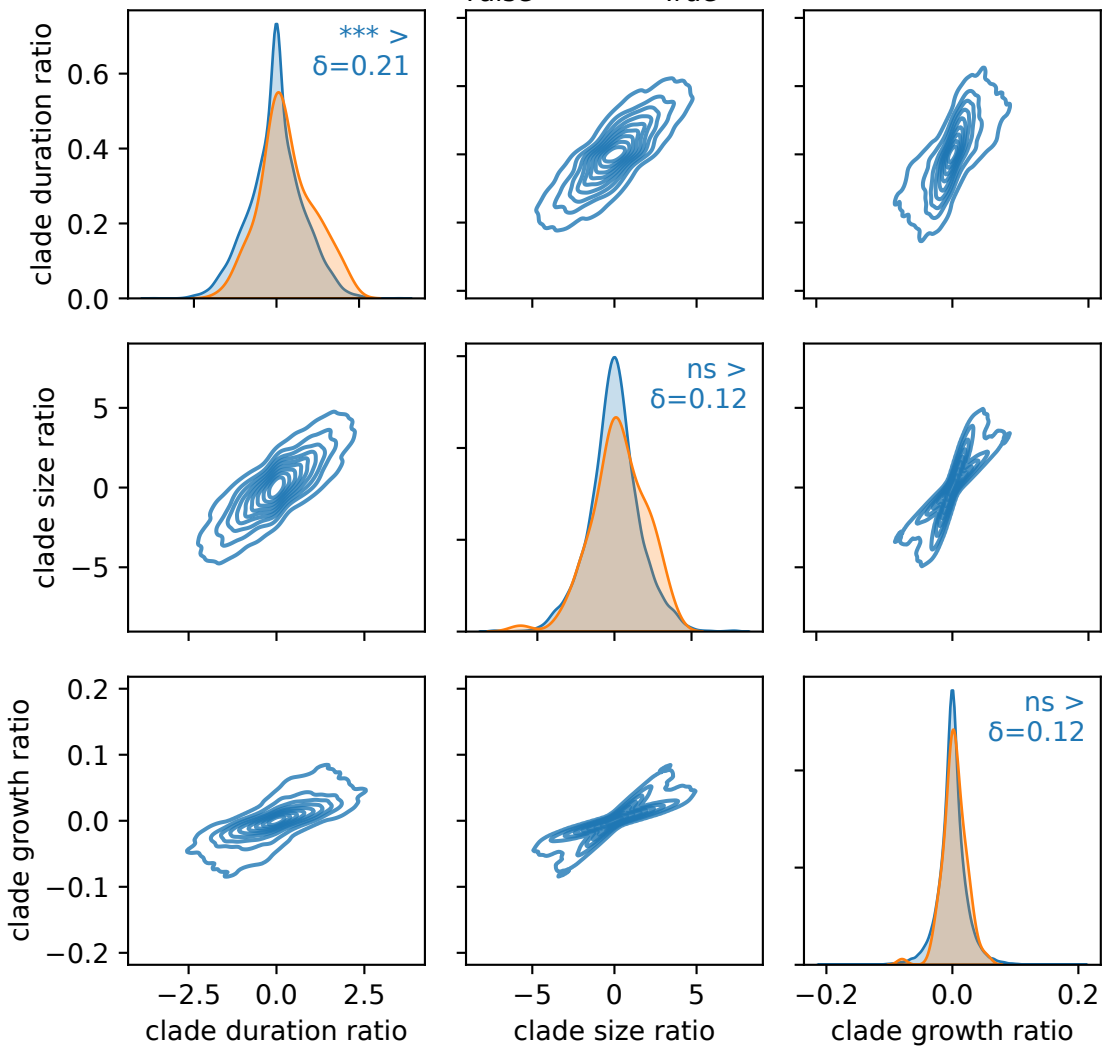 clade duration ratio
0.6
0.4
0.2
0.0
*** >
δ=0.21
clade size ratio
5
0
−5
ns >
δ=0.12
clade growth ratio
0.2
0.1
0.0
−0.1
−0.2
ns >
δ=0.12
−2.5 0.0 2.5
−5 0 5
−0.2 0.0 0.2
clade duration ratio
clade size ratio
clade growth ratio